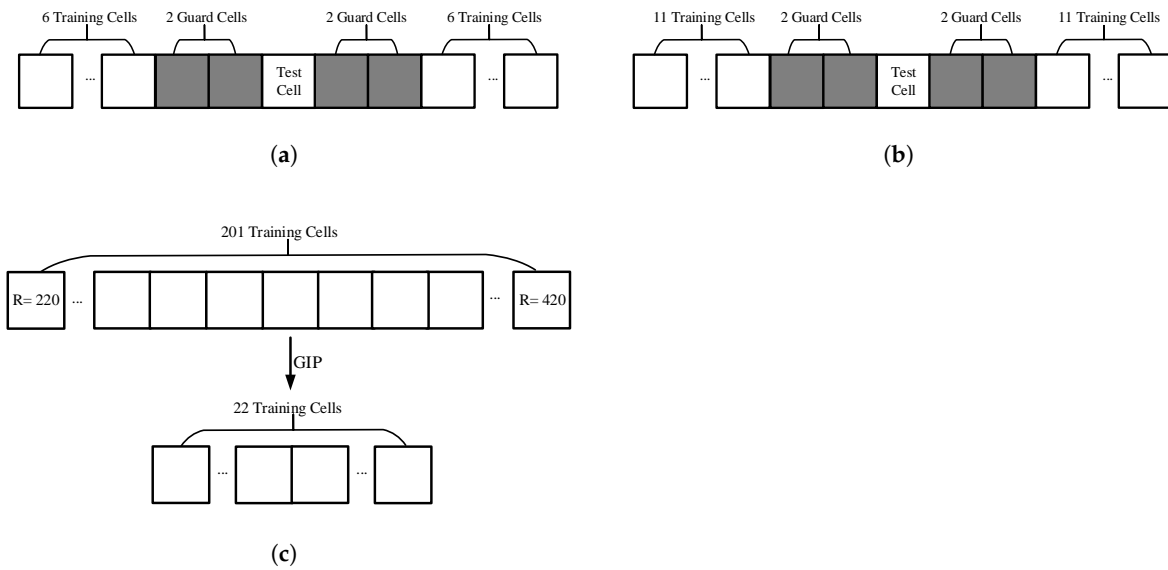 6 Training Cells 2 Guard Cells 2 Guard Cells 6 Training Cells
... Test Cell ...
(a)
11 Training Cells 2 Guard Cells 2 Guard Cells 11 Training Cells
... Test Cell ...
(b)
201 Training Cells
R= 220 ... ... R= 420
GIP
22 Training Cells
... ...
(c)